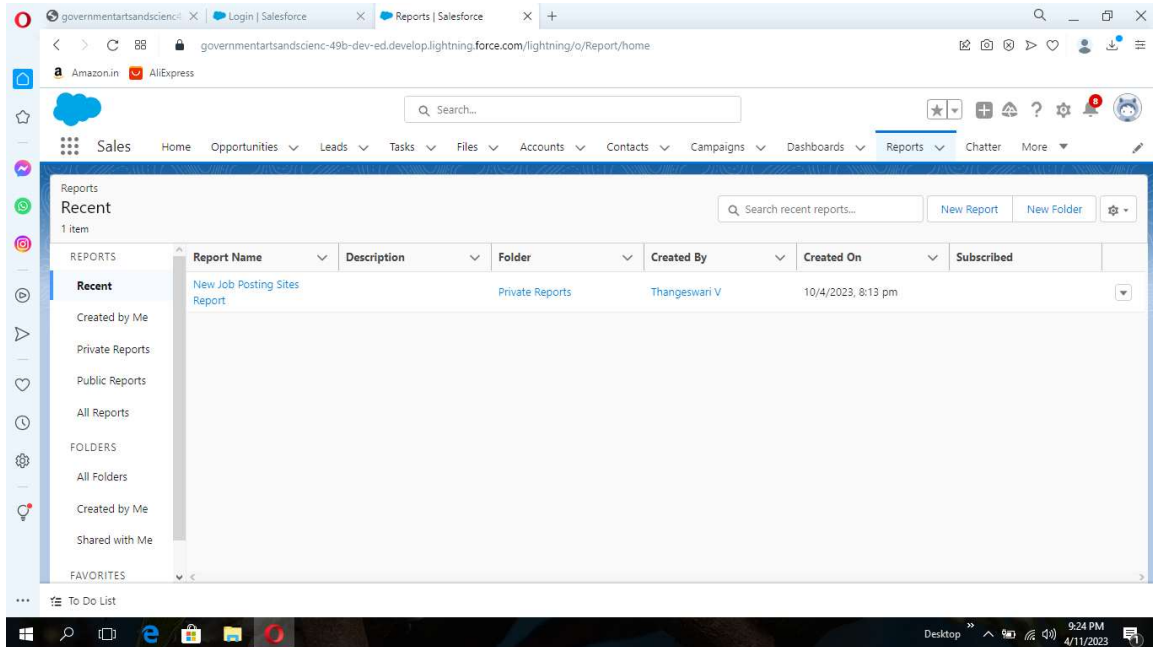 governmentartsandscienc
Login | Salesforce
Reports | Salesforce
governmentartsandscienc-49b-dev-ed.develop.lightning.force.com/lightning/o/Report/home
a Amazon.in AliExpress
Search...
8
Sales Home Opportunities Leads Tasks Files Accounts Contacts Campaigns Dashboards Reports Chatter More
Reports
Recent
1 item
Search recent reports...
New Report New Folder
REPORTS
Recent
Created by Me
Private Reports
Public Reports
All Reports
FOLDERS
All Folders
Created by Me
Shared with Me
FAVORITES
Report Name Description Folder Created By Created On Subscribed
New Job Posting Sites
Report
Private Reports Thangeswari V 10/4/2023, 8:13 pm
To Do List
Desktop
9:24 PM
4/11/2023
1